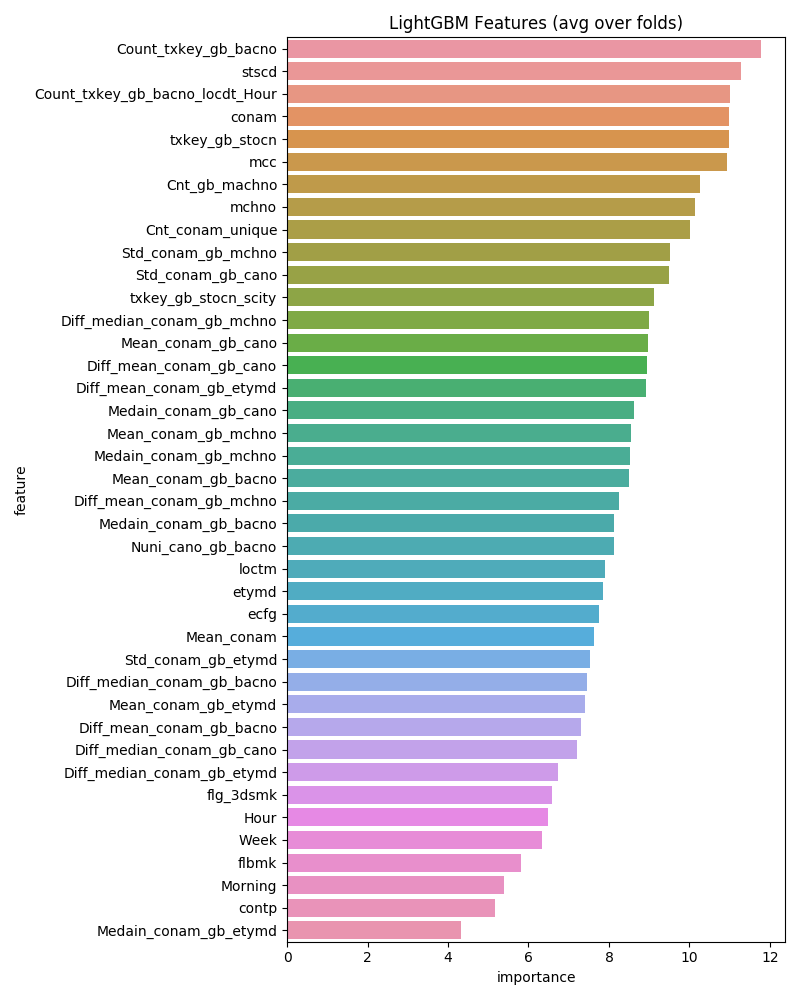 LightGBM Features (avg over folds)
Count_txkey_gb_bacno
stscd
Count_txkey_gb_bacno_locdt_Hour
conam
txkey_gb_stocn
mcc
Cnt_gb_machno
mchno
Cnt_conam_unique
Std_conam_gb_mchno
Std_conam_gb_cano
txkey_gb_stocn_scity
Diff_median_conam_gb_mchno
Mean_conam_gb_cano
Diff_mean_conam_gb_cano
Diff_mean_conam_gb_etymd
Medain_conam_gb_cano
Mean_conam_gb_mchno
Medain_conam_gb_mchno
Mean_conam_gb_bacno
Diff_mean_conam_gb_mchno
Medain_conam_gb_bacno
Nuni_cano_gb_bacno
loctm
etymd
ecfg
Mean_conam
Std_conam_gb_etymd
Diff_median_conam_gb_bacno
Mean_conam_gb_etymd
Diff_mean_conam_gb_bacno
Diff_median_conam_gb_cano
Diff_median_conam_gb_etymd
flg_3dsmk
Hour
Week
flbmk
Morning
contp
Medain_conam_gb_etymd
feature
0 2 4 6 8 10 12
importance